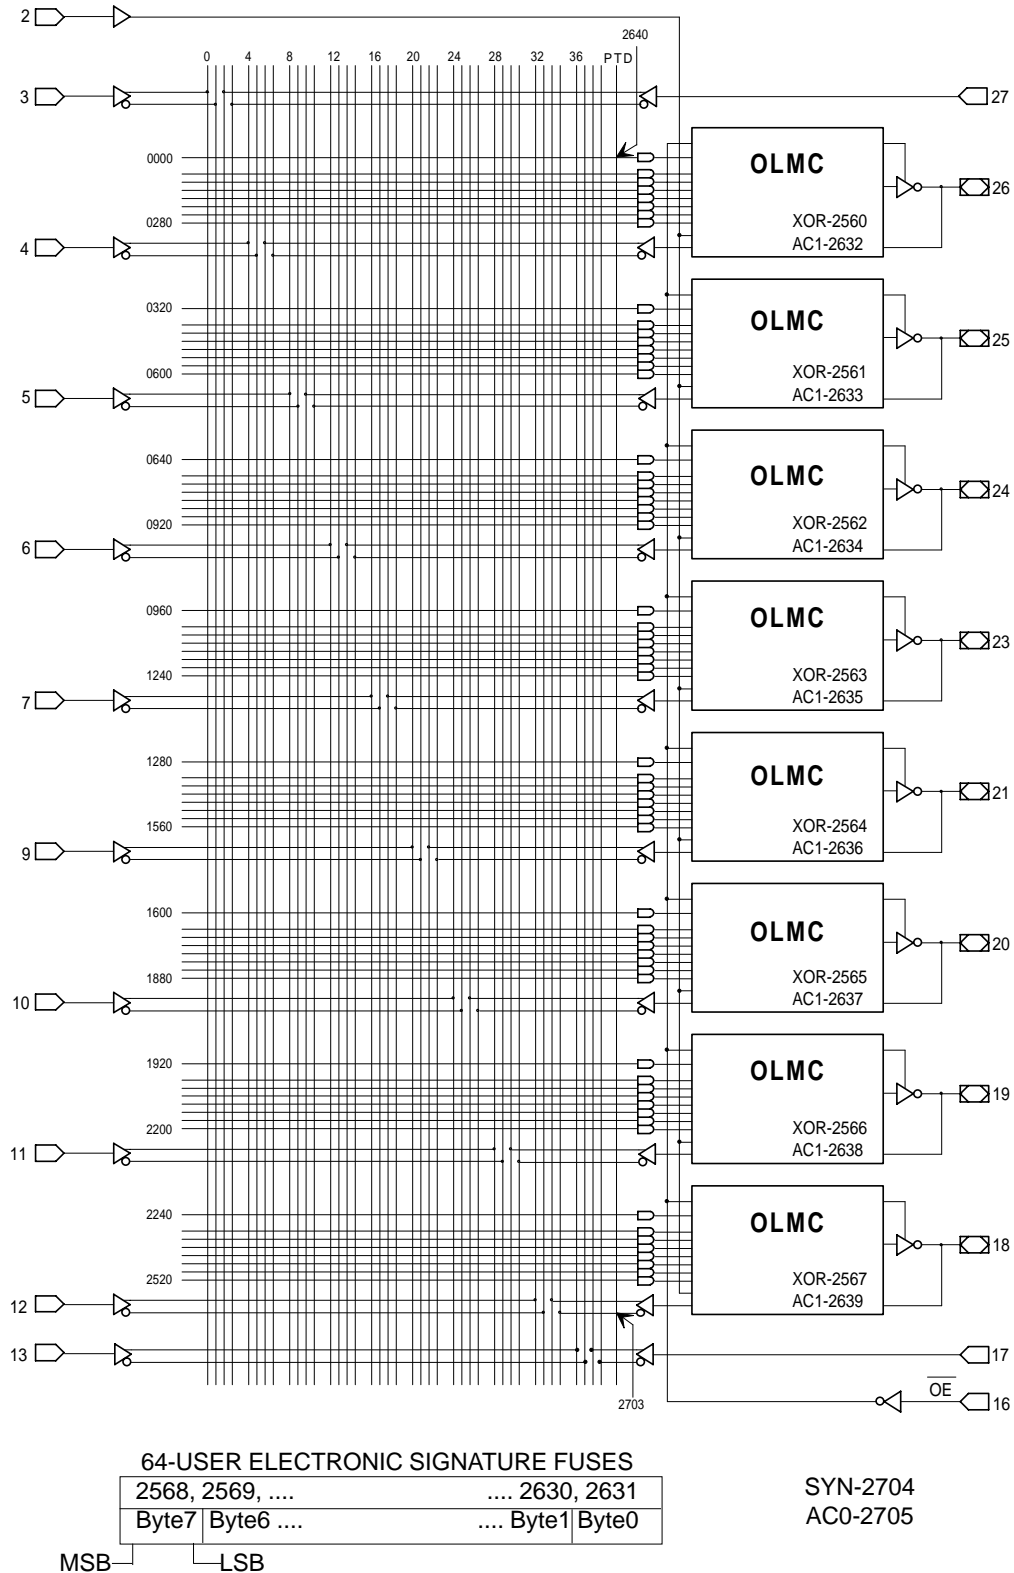 2
2640
0 4 8 12 16 20 24 28 32 36 PTD
3
27
0000
OLMC
26
0280
XOR-2560
4
AC1-2632
0320
OLMC
25
0600
XOR-2561
5
AC1-2633
0640
OLMC
24
0920
XOR-2562
6
AC1-2634
0960
OLMC
23
1240
XOR-2563
7
AC1-2635
1280
OLMC
21
1560
XOR-2564
9
AC1-2636
1600
OLMC
20
1880
XOR-2565
10
AC1-2637
1920
OLMC
19
2200
XOR-2566
11
AC1-2638
2240
OLMC
18
2520
XOR-2567
12
AC1-2639
13
17
OE
16
2703
64-USER ELECTRONIC SIGNATURE FUSES
2568, 2569, .... .... 2630, 2631
Byte7 Byte6 .... .... Byte1 Byte0
MSB LSB
SYN-2704
AC0-2705